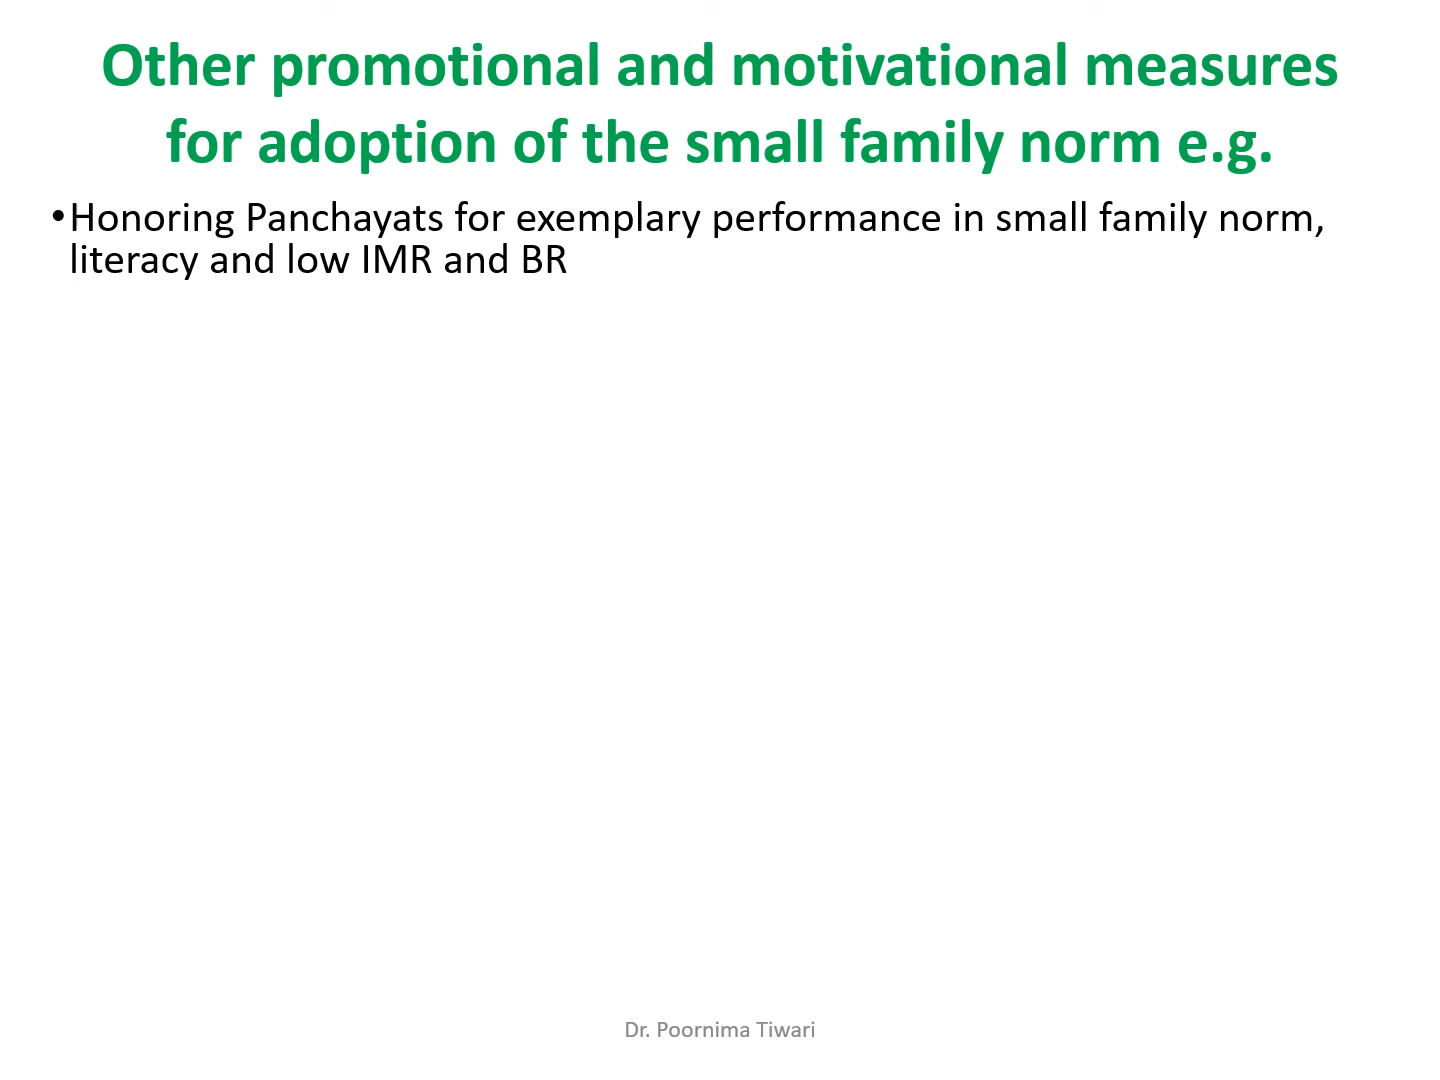 Other promotional and motivational measures
for adoption of the small family norm e.g.
•Honoring Panchayats for exemplary performance in small family norm,
literacy and low IMR and BR
Dr. Poornima Tiwari